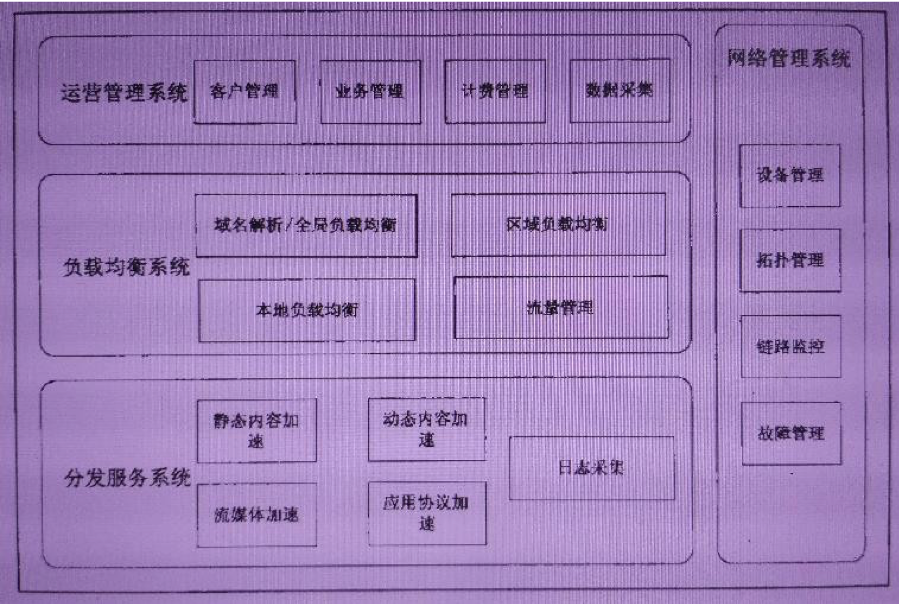 运营管理系统
客户管理
业务管理
计费管理
数据采集
负载均衡系统
域名解析/全局负载均衡
区域负载均衡
本地负载均衡
流量管理
分发服务系统
静态内容加
速
动态内容加
速
流媒体加速
应用协议加
速
日志采集
网络管理系统
设备管理
拓扑管理
链路监控
故障管理